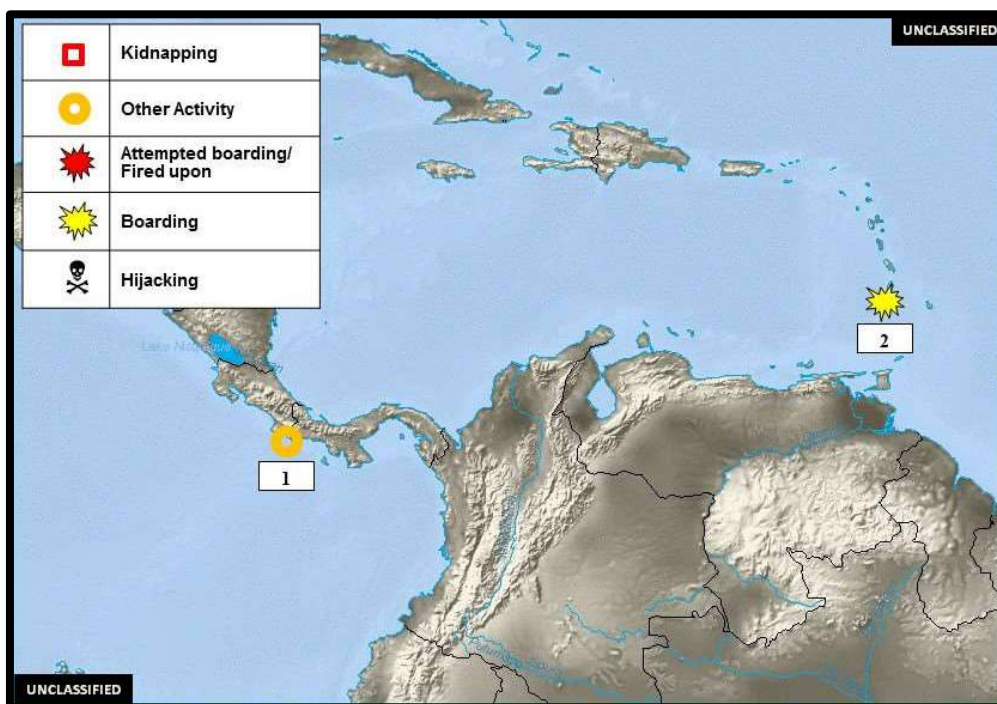 UNCLASSIFIED
Kidnapping
Other Activity
Attempted boarding/
Fired upon
Boarding
Hijacking
2
1
UNCLASSIFIED